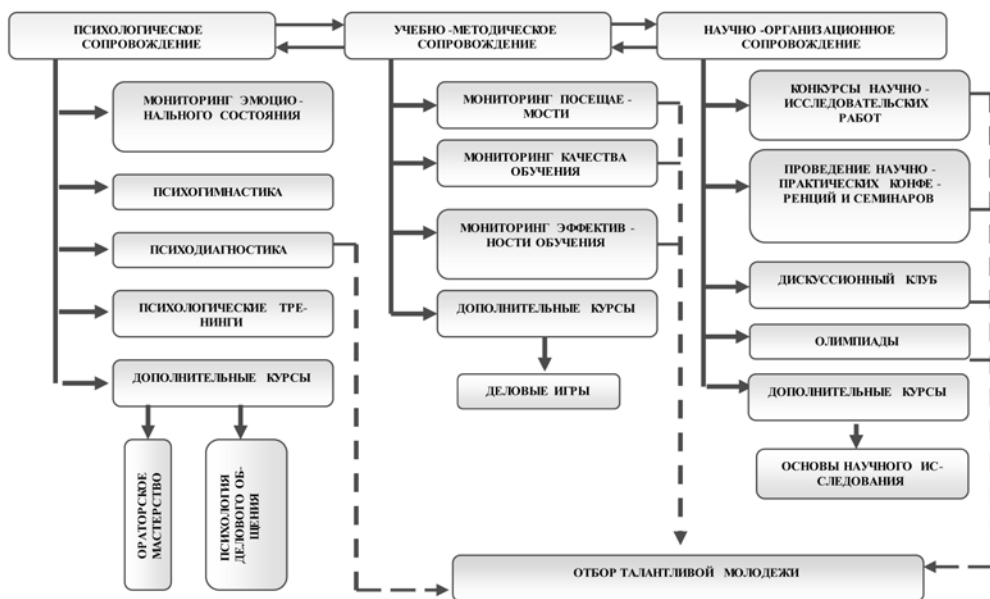 ПСИХОЛОГИЧЕСКОЕ
СОПРОВОЖДЕНИЕ
УЧЕБНО-МЕТОДИЧЕСКОЕ
СОПРОВОЖДЕНИЕ
НАУЧНО-ОРГАНИЗАЦИОННОЕ
СОПРОВОЖДЕНИЕ
МОНИТОРИНГ ЭМОЦИО-
НАЛЬНОГО СОСТОЯНИЯ
ПСИХОГИМНАСТИКА
ПСИХОДИАГНОСТИКА
ПСИХОЛОГИЧЕСКИЕ ТРЕ-
НИНГИ
ДОПОЛНИТЕЛЬНЫЕ КУРСЫ
ОРАТОРСКОЕ
МАСТЕРСТВО
ПСИХОЛОГИЯ
ДЕЛОВОГО ОБ-
ЩЕНИЯ
МОНИТОРИНГ ПОСЕЩАЕ-
МОСТИ
МОНИТОРИНГ КАЧЕСТВА
ОБУЧЕНИЯ
МОНИТОРИНГ ЭФФЕКТИВ-
НОСТИ ОБУЧЕНИЯ
ДОПОЛНИТЕЛЬНЫЕ КУРСЫ
ДЕЛОВЫЕ ИГРЫ
КОНКУРСЫ НАУЧНО-
ИССЛЕДОВАТЕЛЬСКИХ
РАБОТ
ПРОВЕДЕНИЕ НАУЧНО-
ПРАКТИЧЕСКИХ КОНФЕ-
РЕНЦИЙ И СЕМИНАРОВ
ДИСКУССИОННЫЙ КЛУБ
ОЛИМПИАДЫ
ДОПОЛНИТЕЛЬНЫЕ КУРСЫ
ОСНОВЫ НАУЧНОГО ИС-
СЛЕДОВАНИЯ
ОТБОР ТАЛАНТЛИВОЙ МОЛОДЕЖИ